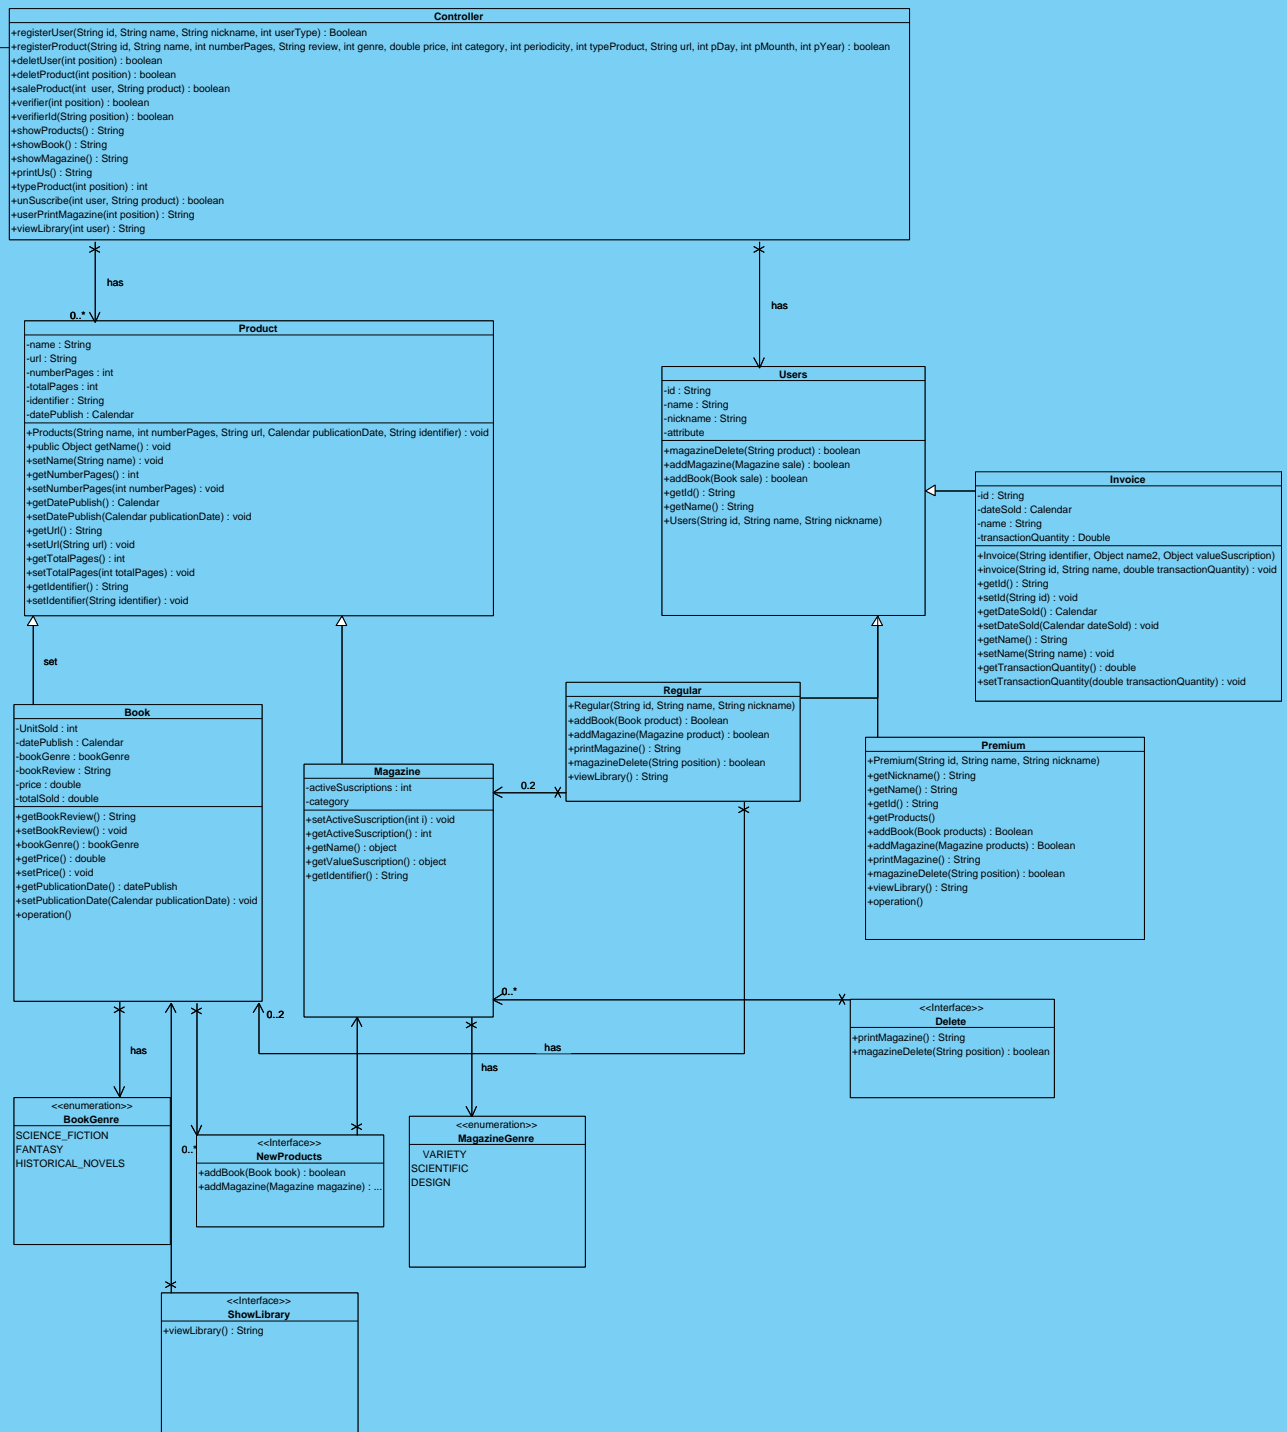 Controller
+registerUser(String id, String name, String nickname, int userType) : Boolean
+registerProduct(String id, String name, int numberPages, String review, int genre, double price, int category, int periodicity, int typeProduct, String url, int pDay, int pMounth, int pYear) : boolean
+deletUser(int position) : boolean
+deletProduct(int position) : boolean
+saleProduct(int  user, String product) : boolean
+verifier(int position) : boolean
+verifierId(String position) : boolean
+showProducts() : String
+showBook() : String
+showMagazine() : String
+printUs() : String
+typeProduct(int position) : int
+unSuscribe(int user, String product) : boolean
+userPrintMagazine(int position) : String
+viewLibrary(int user) : String
has
0..*
has
Product
-name : String
-url : String
-numberPages : int
-totalPages : int
-identifier : String
-datePublish : Calendar
+Products(String name, int numberPages, String url, Calendar publicationDate, String identifier) : void
+public Object getName() : void
+setName(String name) : void
+getNumberPages() : int
+setNumberPages(int numberPages) : void
+getDatePublish() : Calendar
+setDatePublish(Calendar publicationDate) : void
+getUrl() : String
+setUrl(String url) : void
+getTotalPages() : int
+setTotalPages(int totalPages) : void
+getIdentifier() : String
+setIdentifier(String identifier) : void
Users
-id : String
-name : String
-nickname : String
-attribute
+magazineDelete(String product) : boolean
+addMagazine(Magazine sale) : boolean
+addBook(Book sale) : boolean
+getId() : String
+getName() : String
+Users(String id, String name, String nickname)
Invoice
-id : String
-dateSold : Calendar
-name : String
-transactionQuantity : Double
+Invoice(String identifier, Object name2, Object valueSuscription)
+invoice(String id, String name, double transactionQuantity) : void
+getId() : String
+setId(String id) : void
+getDateSold() : Calendar
+setDateSold(Calendar dateSold) : void
+getName() : String
+setName(String name) : void
+getTransactionQuantity() : double
+setTransactionQuantity(double transactionQuantity) : void
set
Book
-UnitSold : int
-datePublish : Calendar
-bookGenre : bookGenre
-bookReview : String
-price : double
-totalSold : double
+getBookReview() : String
+setBookReview() : void
+bookGenre() : bookGenre
+getPrice() : double
+setPrice() : void
+getPublicationDate() : datePublish
+setPublicationDate(Calendar publicationDate) : void
+operation()
Magazine
-activeSuscriptions : int
-category
+setActiveSuscription(int i) : void
+getActiveSuscription() : int
+getName() : object
+getValueSuscription() : object
+getIdentifier() : String
0.2
Regular
+Regular(String id, String name, String nickname)
+addBook(Book product) : Boolean
+addMagazine(Magazine product) : boolean
+printMagazine() : String
+magazineDelete(String position) : boolean
+viewLibrary() : String
Premium
+Premium(String id, String name, String nickname)
+getNickname() : String
+getName() : String
+getId() : String
+getProducts()
+addBook(Book products) : Boolean
+addMagazine(Magazine products) : Boolean
+printMagazine() : String
+magazineDelete(String position) : boolean
+viewLibrary() : String
+operation()
0..*
0..2
has
has
has
<<Interface>>
Delete
+printMagazine() : String
+magazineDelete(String position) : boolean
<<enumeration>>
BookGenre
SCIENCE_FICTION
FANTASY
HISTORICAL_NOVELS
0..*
<<Interface>>
NewProducts
+addBook(Book book) : boolean
+addMagazine(Magazine magazine) : ...
<<enumeration>>
MagazineGenre
VARIETY
SCIENTIFIC
DESIGN
<<Interface>>
ShowLibrary
+viewLibrary() : String